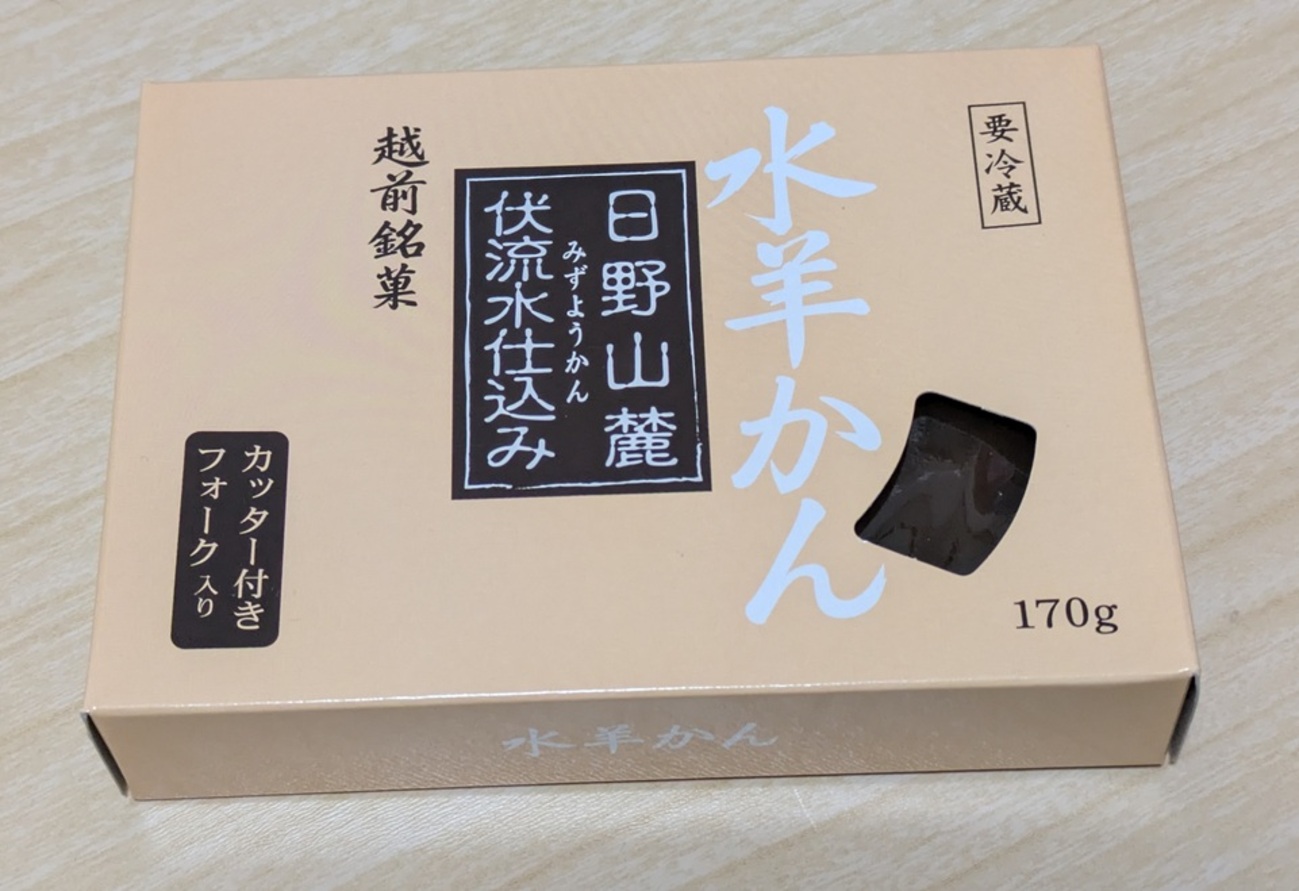 要冷蔵
水羊かん
日野山麓
みずようかん
伏流水仕込み
越前銘菓
カッター付き
フォーク入り
170g
水羊かん